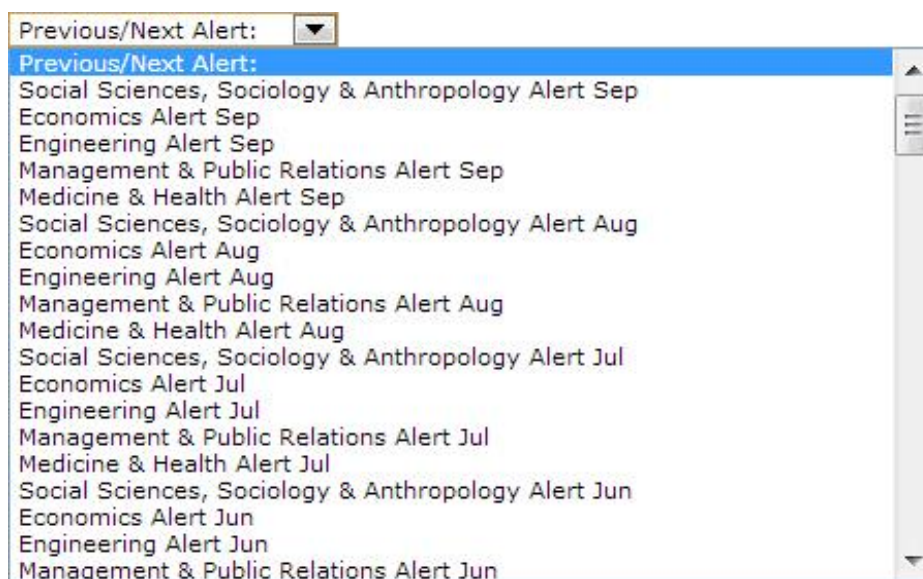 Previous/Next Alert:
Previous/Next Alert:
Social Sciences, Sociology & Anthropology Alert Sep
Economics Alert Sep
Engineering Alert Sep
Management & Public Relations Alert Sep
Medicine & Health Alert Sep
Social Sciences, Sociology & Anthropology Alert Aug
Economics Alert Aug
Engineering Alert Aug
Management & Public Relations Alert Aug
Medicine & Health Alert Aug
Social Sciences, Sociology & Anthropology Alert Jul
Economics Alert Jul
Engineering Alert Jul
Management & Public Relations Alert Jul
Medicine & Health Alert Jul
Social Sciences, Sociology & Anthropology Alert Jun
Economics Alert Jun
Engineering Alert Jun
Management & Public Relations Alert Jun